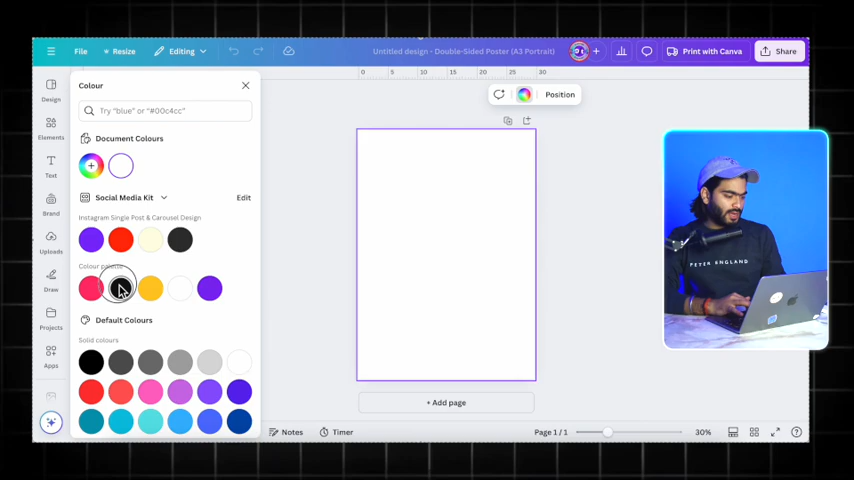 File
Resize
Editing
Untitled design - Double-Sided Poster (A3 Portrait)
Print with Canva
Share
Design
Elements
Text
Brand
Uploads
Draw
Projects
Apps
Colour
Try "blue" or "#00c4cc"
Document Colours
Social Media Kit
Edit
Instagram Single Post & Carousel Design
Colour palette
Default Colours
Solid colours
0 5 10 15 20 25 30
Position
+ Add page
Notes
Timer
Page 1 / 1
30%
PETER ENGLAND